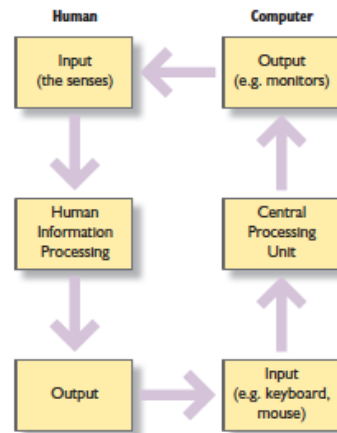 Human
Computer
Input
(the senses)
Output
(e.g. monitors)
Human
Information
Processing
Central
Processing
Unit
Output
Input
(e.g. keyboard,
mouse)